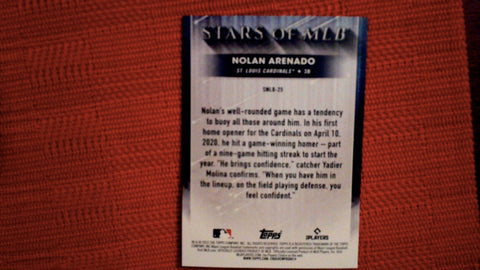 STARS OF MLB
NOLAN ARENADO
ST. LOUIS CARDINALS® ★ 3B
SMLB-25
Nolan's well-rounded game has a tendency
to buoy all those around him. In his first
home opener for the Cardinals on April 10,
2020, he hit a game-winning homer – part
of a nine-game hitting streak to start the
year. "He brings confidence," catcher Yadier
Molina confirms. "When you have him in
the lineup, on the field playing defense, you
feel confident."
Topps
PLAYERS